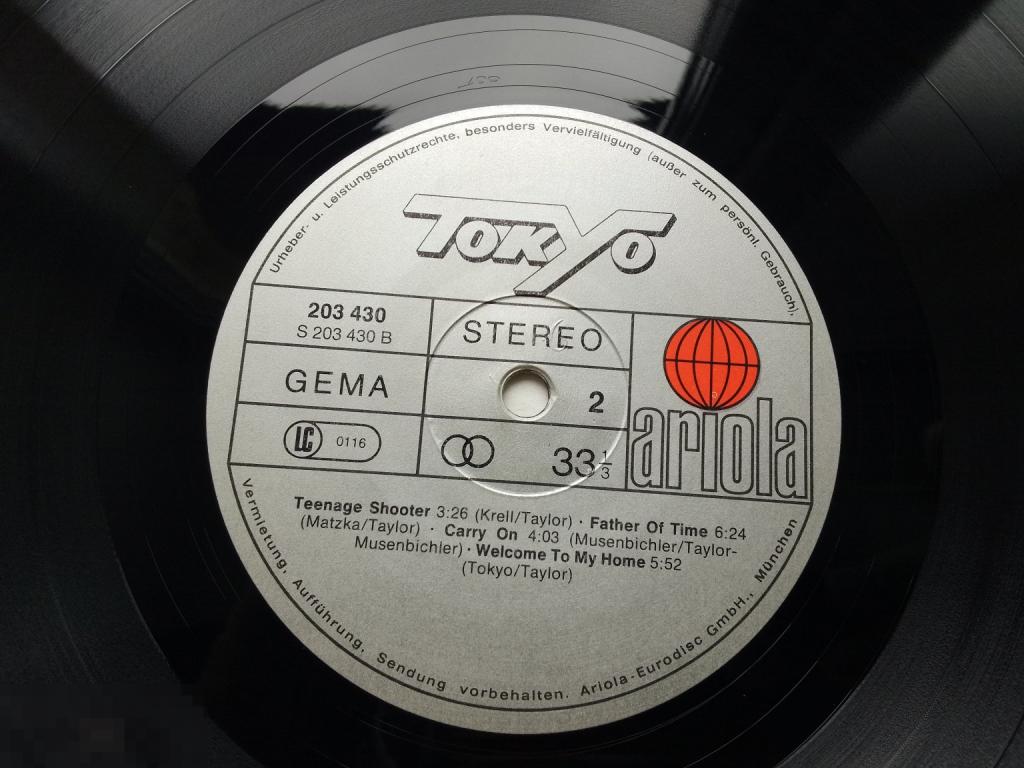 Urheber- u. Leistungsschutzrechte, besonders Vervielfältigung (außer zum persönl. Gebrauch),
TOKYO
203 430
S 203 430 B
STEREO
GEMA
2
LC 0116
33 1/3
ariola
Teenage Shooter 3:26 (Krell/Taylor) · Father Of Time 6:24
(Matzka/Taylor) · Carry On 4:03 (Musenbichler/Taylor-
Musenbichler) · Welcome To My Home 5:52
(Tokyo/Taylor)
Vermietung, Aufführung, Sendung vorbehalten. Ariola-Eurodisc GmbH., München